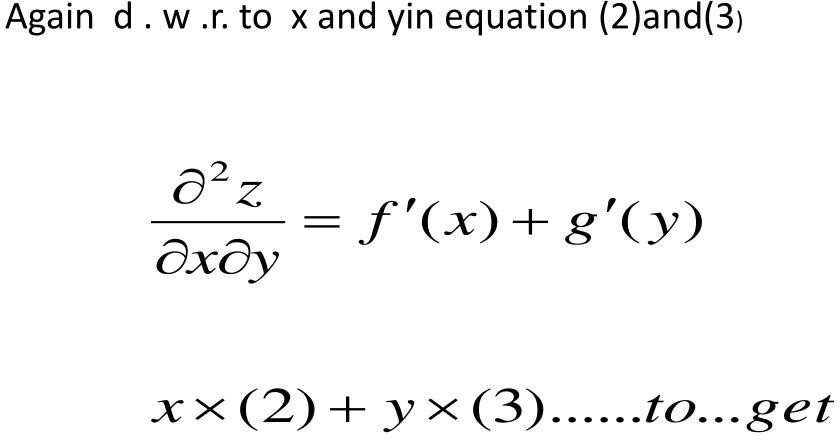 Again d . w .r. to x and yin equation (2)and(3)
∂²z/∂x∂y = f′(x) + g′(y)
x×(2) + y×(3)......to...get